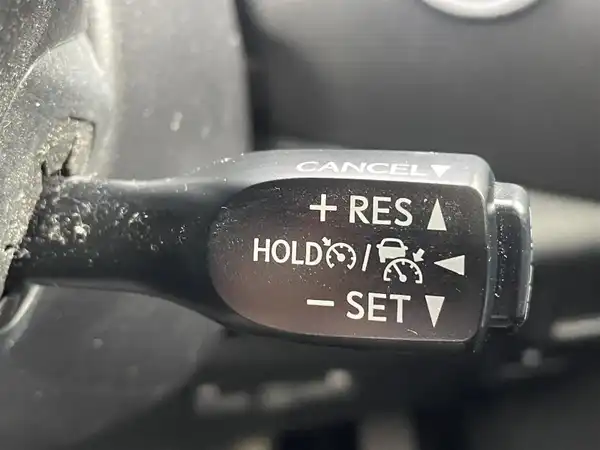 CANCEL▼
+ RES ▲
HOLD / ◀
− SET ▼